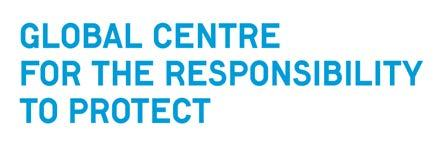 GLOBAL CENTRE
FOR THE RESPONSIBILITY
TO PROTECT